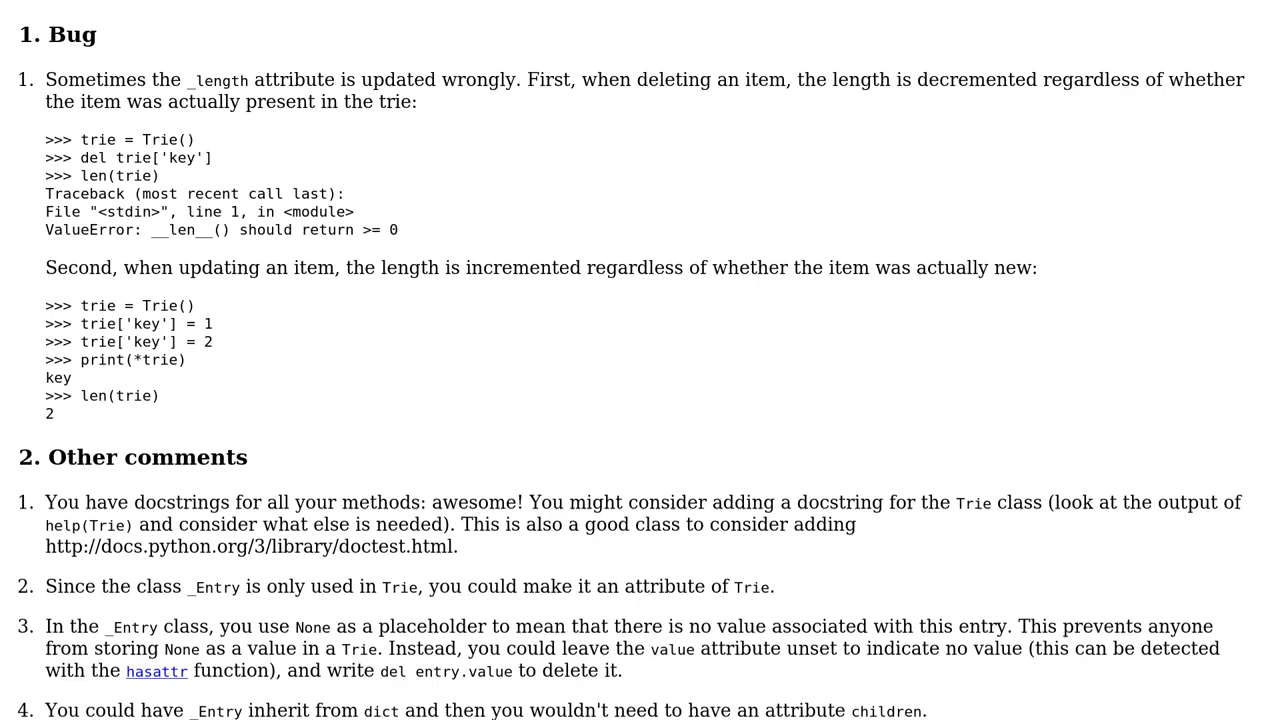 1. Bug
1. Sometimes the _length attribute is updated wrongly. First, when deleting an item, the length is decremented regardless of whether
the item was actually present in the trie:
>>> trie = Trie()
>>> del trie['key']
>>> len(trie)
Traceback (most recent call last):
File "<stdin>", line 1, in <module>
ValueError: __len__() should return >= 0
Second, when updating an item, the length is incremented regardless of whether the item was actually new:
>>> trie = Trie()
>>> trie['key'] = 1
>>> trie['key'] = 2
>>> print(*trie)
key
>>> len(trie)
2
2. Other comments
1. You have docstrings for all your methods: awesome! You might consider adding a docstring for the Trie class (look at the output of
help(Trie) and consider what else is needed). This is also a good class to consider adding
http://docs.python.org/3/library/doctest.html.
2. Since the class _Entry is only used in Trie, you could make it an attribute of Trie.
3. In the _Entry class, you use None as a placeholder to mean that there is no value associated with this entry. This prevents anyone
from storing None as a value in a Trie. Instead, you could leave the value attribute unset to indicate no value (this can be detected
with the hasattr function), and write del entry.value to delete it.
4. You could have _Entry inherit from dict and then you wouldn't need to have an attribute children.